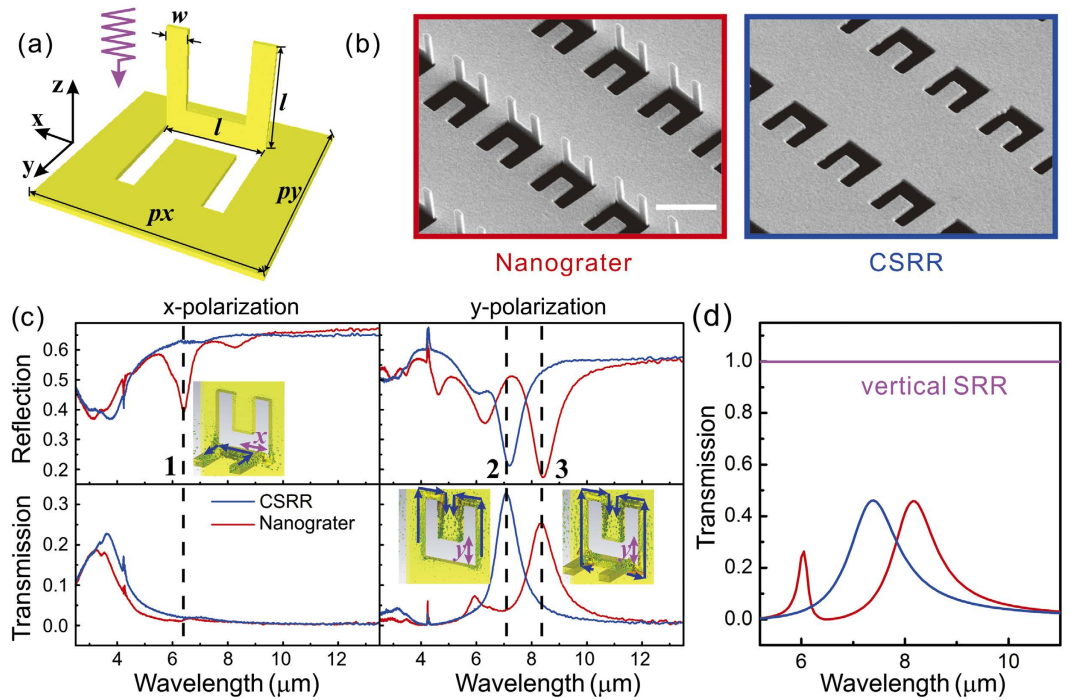 (a)
w
z
x
y
l
l
px
py
(b)
Nanograter
CSRR
(c)
x-polarization
y-polarization
Reflection
0.6
0.5
0.4
0.3
0.2
1
x
2
3
Transmission
0.3
0.2
0.1
0.0
CSRR
Nanograter
y
y
4 6 8 10 12
4 6 8 10 12
Wavelength (μm)
Wavelength (μm)
(d)
vertical SRR
Transmission
1.0
0.8
0.6
0.4
0.2
0.0
6 8 10
Wavelength (μm)